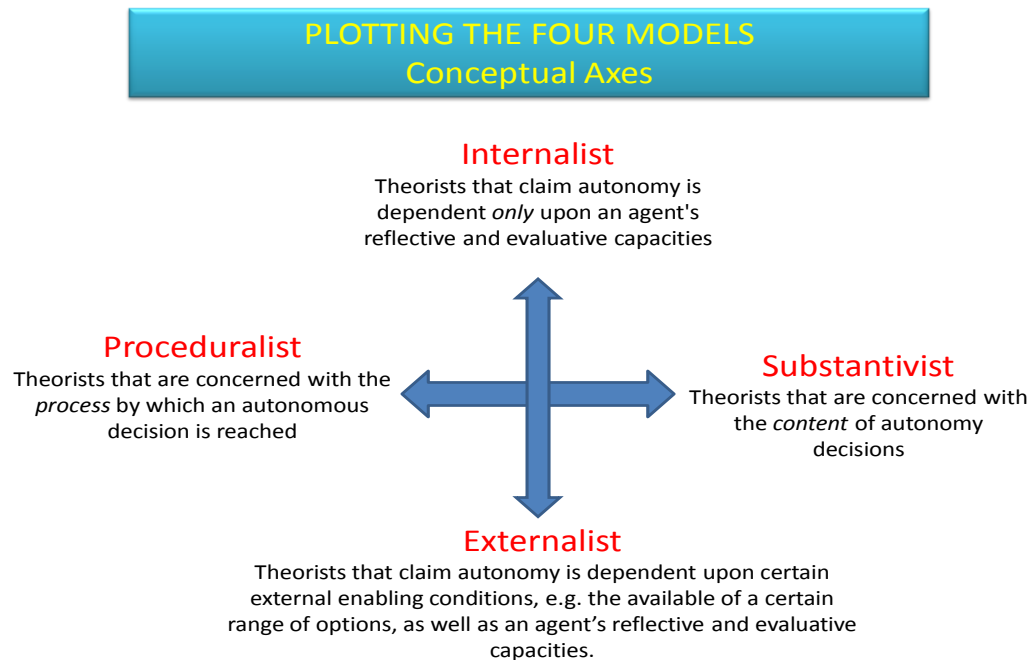 PLOTTING THE FOUR MODELS
Conceptual Axes
Internalist
Theorists that claim autonomy is
dependent only upon an agent's
reflective and evaluative capacities
Proceduralist
Theorists that are concerned with the
process by which an autonomous
decision is reached
Substantivist
Theorists that are concerned with
the content of autonomy
decisions
Externalist
Theorists that claim autonomy is dependent upon certain
external enabling conditions, e.g. the available of a certain
range of options, as well as an agent’s reflective and evaluative
capacities.